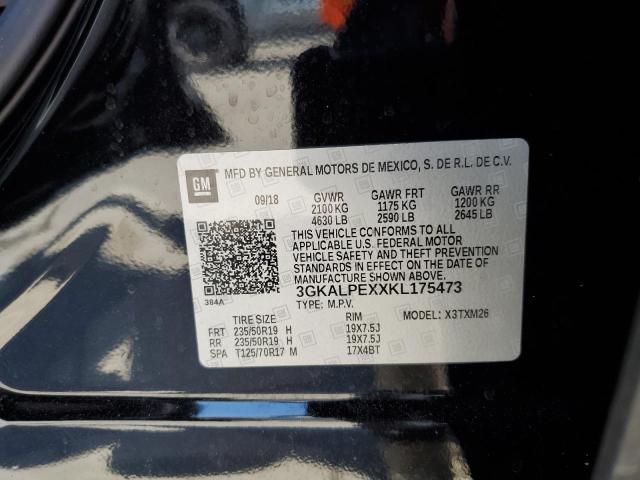 GM
MFD BY GENERAL MOTORS DE MEXICO, S. DE R.L. DE C.V.
09/18 GVWR GAWR FRT GAWR RR
2100 KG 1175 KG 1200 KG
4630 LB 2590 LB 2645 LB
THIS VEHICLE CONFORMS TO ALL
APPLICABLE U.S. FEDERAL MOTOR
VEHICLE SAFETY AND THEFT PREVENTION
STANDARDS IN EFFECT ON THE DATE OF
MANUFACTURE SHOWN ABOVE.
384A 3GKALPEXXKL175473
TYPE: M.P.V. MODEL: X3TXM26
TIRE SIZE RIM
FRT 235/50R19 H 19X7.5J
RR 235/50R19 H 19X7.5J
SPA T125/70R17 M 17X4BT